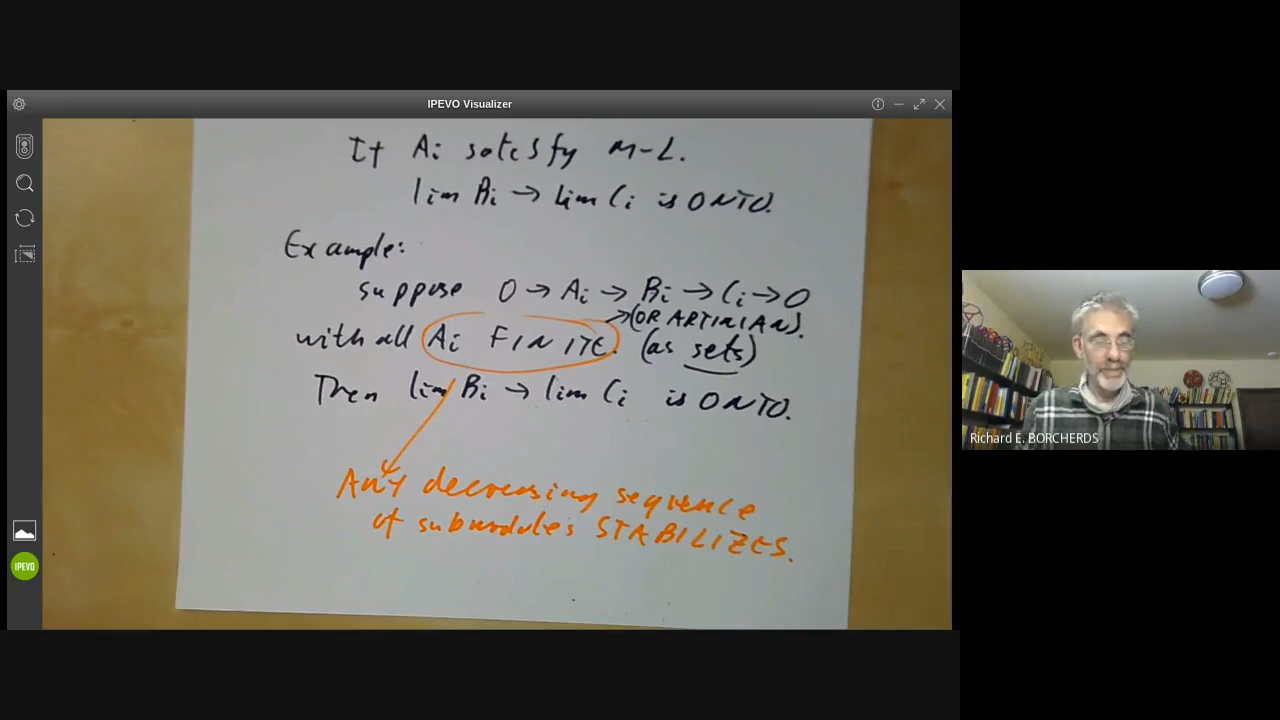 IPEVO Visualizer
If Ai satisfy M-L.
lim Bi → lim Ci is ONTO.
Example:
suppose 0 → Ai → Bi → Ci → 0
(OR ARTINIAN).
with all Ai FINITE. (as sets)
Then lim Bi → lim Ci is ONTO.
ANY decreasing sequence
of submodules STABILIZES.
IPEVO
Richard E. BORCHERDS